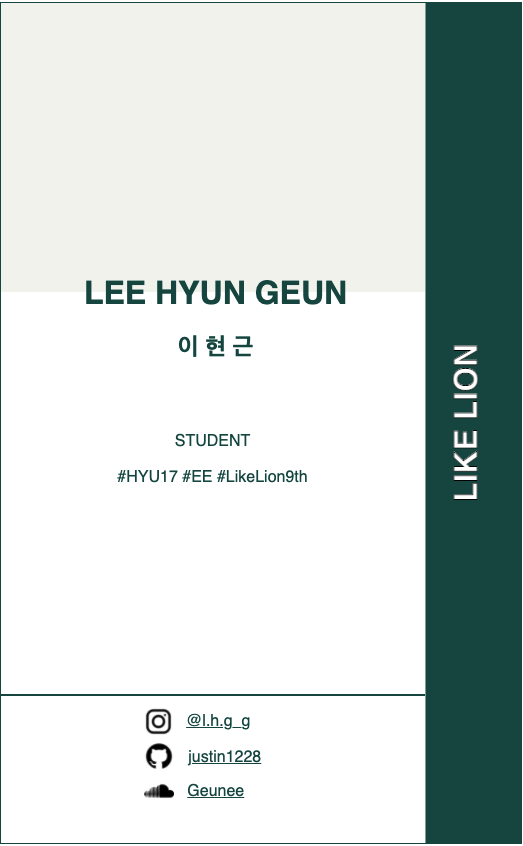 LEE HYUN GEUN
이 현 근
STUDENT
#HYU17 #EE #LikeLion9th
@l.h.g_g
justin1228
Geunee
LIKE LION